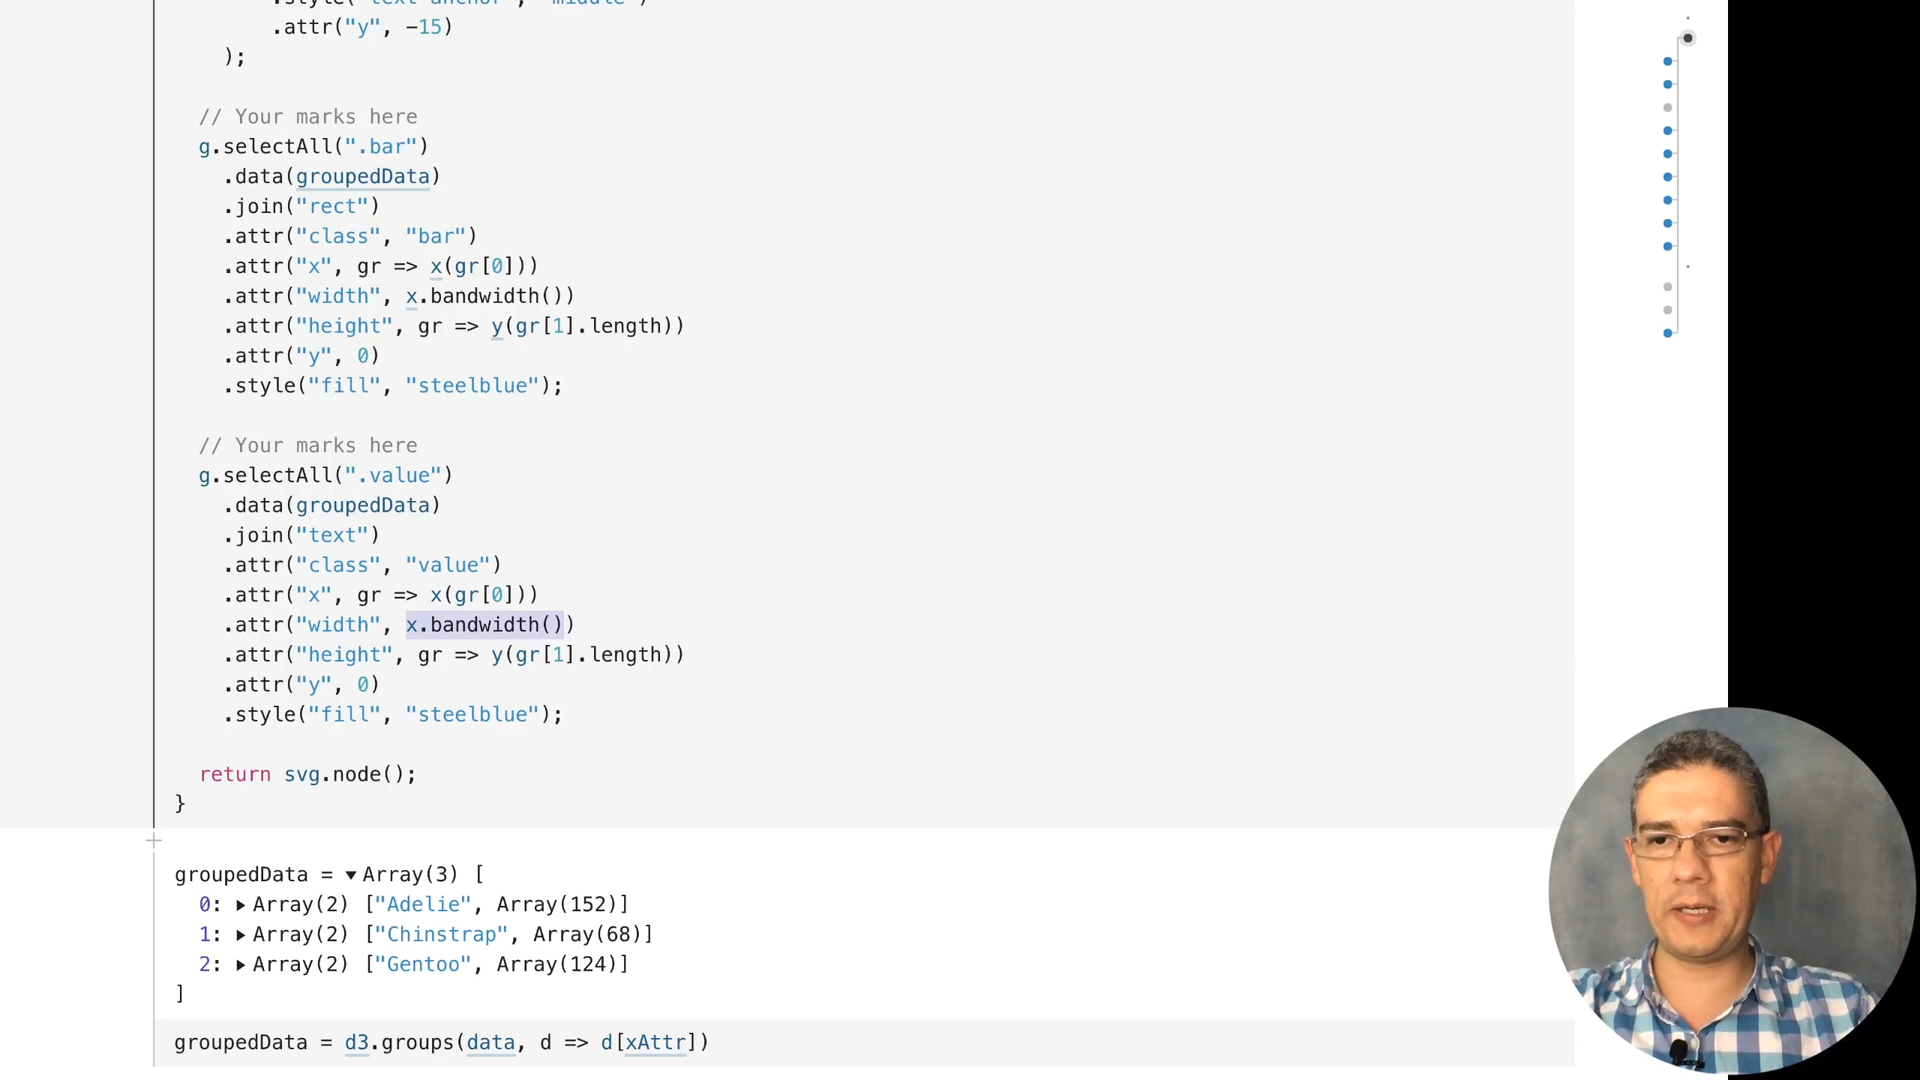 .attr("y", −15)
);
// Your marks here
g.selectAll(".bar")
.data(groupedData)
.join("rect")
.attr("class", "bar")
.attr("x", gr => x(gr[0]))
.attr("width", x.bandwidth())
.attr("height", gr => y(gr[1].length))
.attr("y", 0)
.style("fill", "steelblue");
// Your marks here
g.selectAll(".value")
.data(groupedData)
.join("text")
.attr("class", "value")
.attr("x", gr => x(gr[0]))
.attr("width", x.bandwidth())
.attr("height", gr => y(gr[1].length))
.attr("y", 0)
.style("fill", "steelblue");
return svg.node();
}
groupedData = ▼Array(3) [
0: ▶Array(2) ["Adelie", Array(152)]
1: ▶Array(2) ["Chinstrap", Array(68)]
2: ▶Array(2) ["Gentoo", Array(124)]
]
groupedData = d3.groups(data, d => d[xAttr])